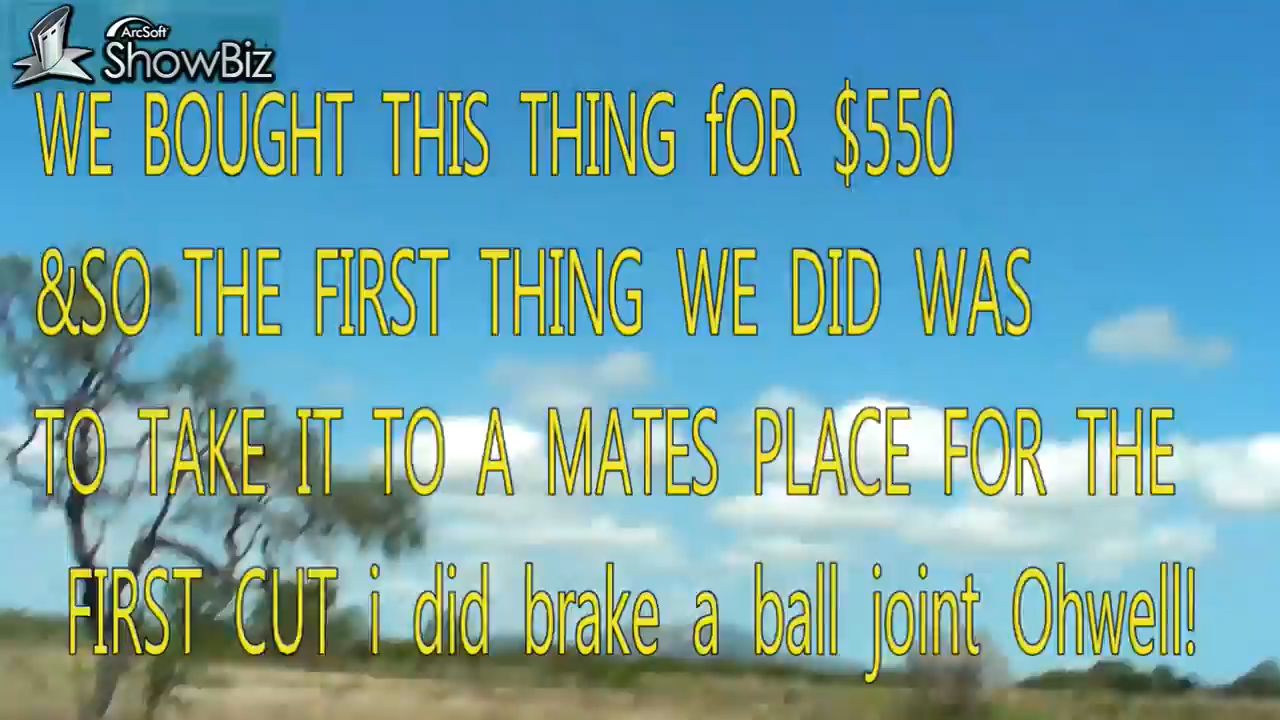 ArcSoft
ShowBiz
WE BOUGHT THIS THING fOR $550
&SO THE FIRST THING WE DID WAS
TO TAKE IT TO A MATES PLACE FOR THE
FIRST CUT i did brake a ball joint Ohwell!